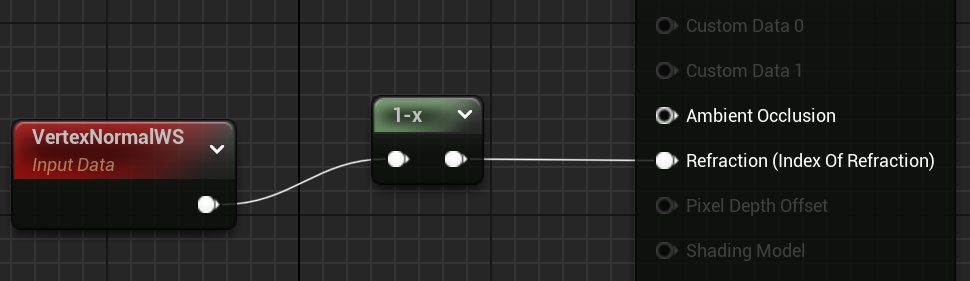 Custom Data 0
Custom Data 1
1-x
Ambient Occlusion
VertexNormalWS
Input Data
Refraction (Index Of Refraction)
Pixel Depth Offset
Shading Model